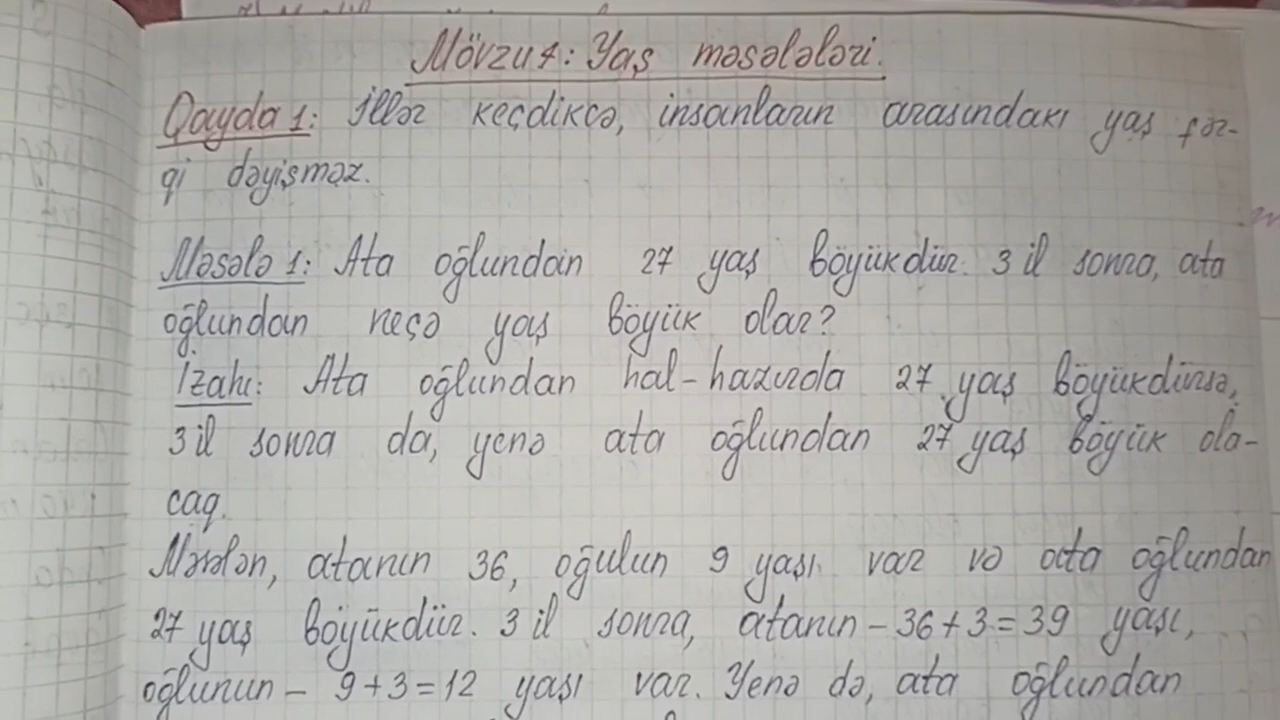 Mövzu 4: Yaş məsələləri.
Qayda 1: İllər keçdikcə, insanların arasındakı yaş fər-
qi dəyişməz.
Məsələ 1: Ata oğlundan 27 yaş böyükdür. 3 il sonra, ata
oğlundan neçə yaş böyük olar?
İzahı: Ata oğlundan hal-hazırda 27 yaş böyükdürsə,
3 il sonra da, yenə ata oğlundan 27 yaş böyük ola-
caq.
Məsələn, atanın 36, oğulun 9 yaşı var və ata oğlundan
27 yaş böyükdür. 3 il sonra, atanın – 36+3=39 yaşı,
oğlunun – 9+3=12 yaşı var. Yenə də, ata oğlundan